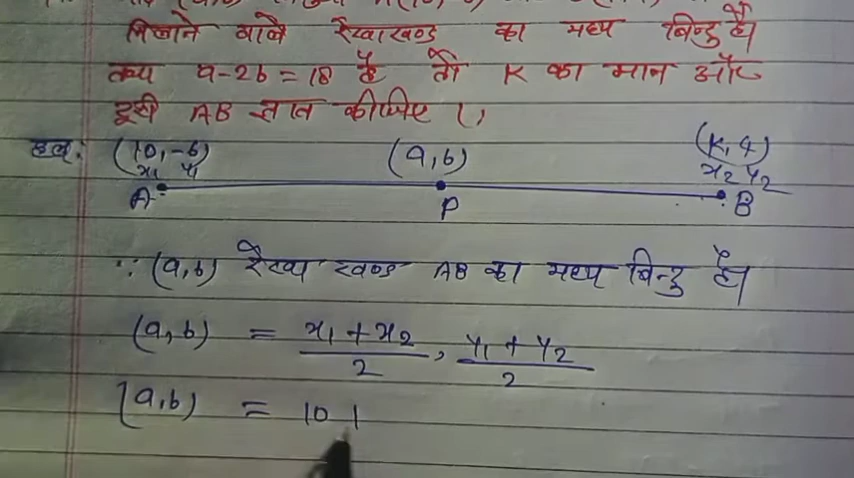 मिलाने वाले रेखाखण्ड का मध्य बिन्दु है।
तथा a-2b=18 है तो K का मान और
दूरी AB ज्ञात कीजिए।
हल: (10,-6) (a,b) (K,4)
x₁ y₁ x₂ y₂
A P B
∵ (a,b) रेखा खण्ड AB का मध्य बिन्दु है।
(a,b) = x₁+x₂/2, y₁+y₂/2
(a,b) = 10